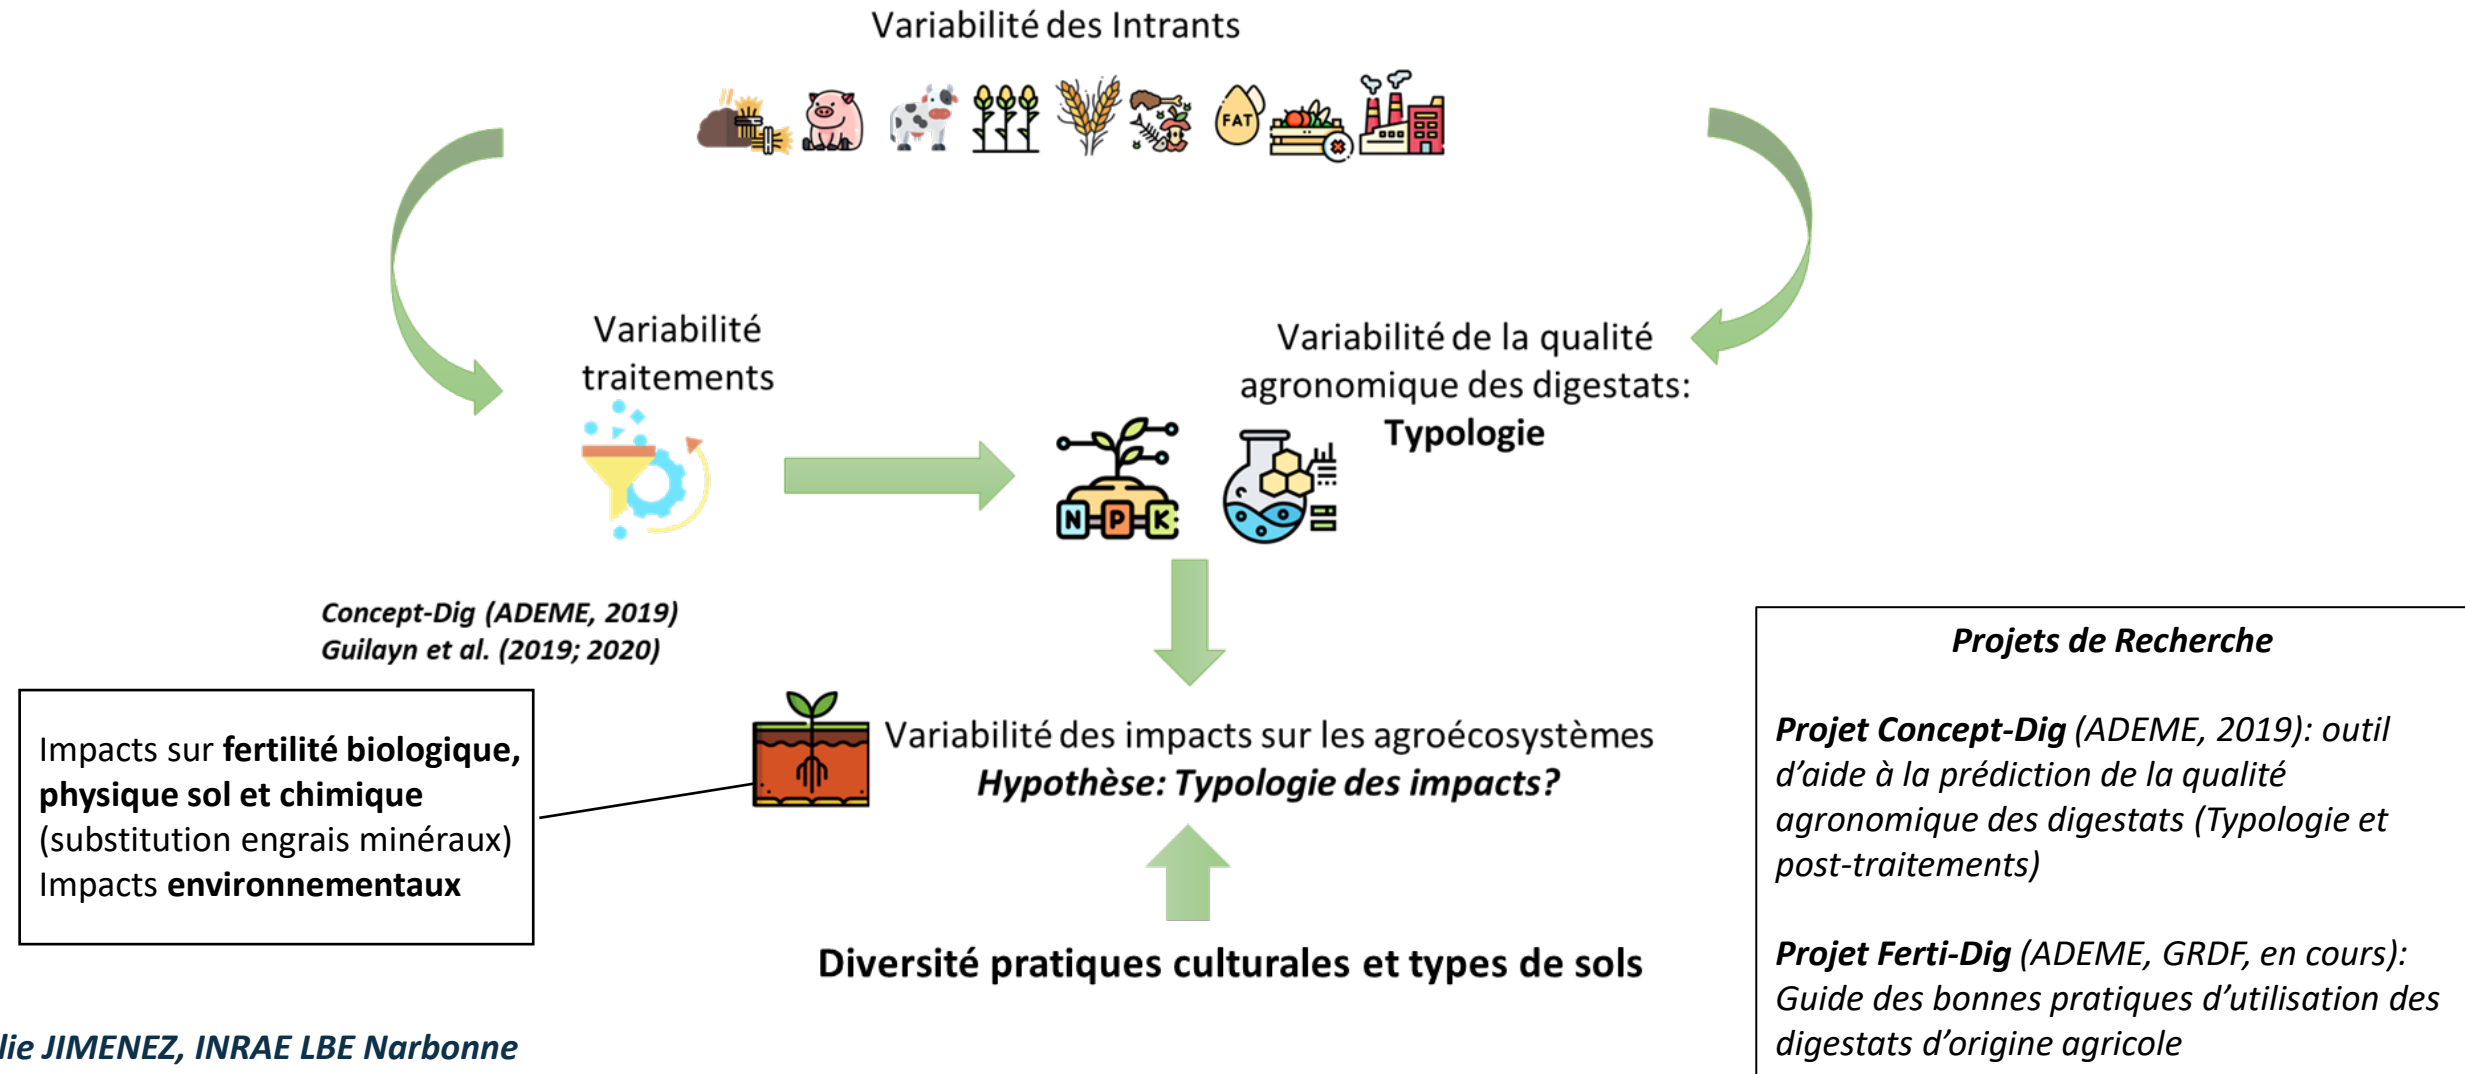 Variabilité des Intrants
FAT
Variabilité
traitements
Variabilité de la qualité
agronomique des digestats:
Typologie
N P K
Concept-Dig (ADEME, 2019)
Guilayn et al. (2019; 2020)
Impacts sur fertilité biologique,
physique sol et chimique
(substitution engrais minéraux)
Impacts environnementaux
Variabilité des impacts sur les agroécosystèmes
Hypothèse: Typologie des impacts?
Diversité pratiques culturales et types de sols
Projets de Recherche
Projet Concept-Dig (ADEME, 2019): outil
d’aide à la prédiction de la qualité
agronomique des digestats (Typologie et
post-traitements)
Projet Ferti-Dig (ADEME, GRDF, en cours):
Guide des bonnes pratiques d’utilisation des
digestats d’origine agricole
lie JIMENEZ, INRAE LBE Narbonne